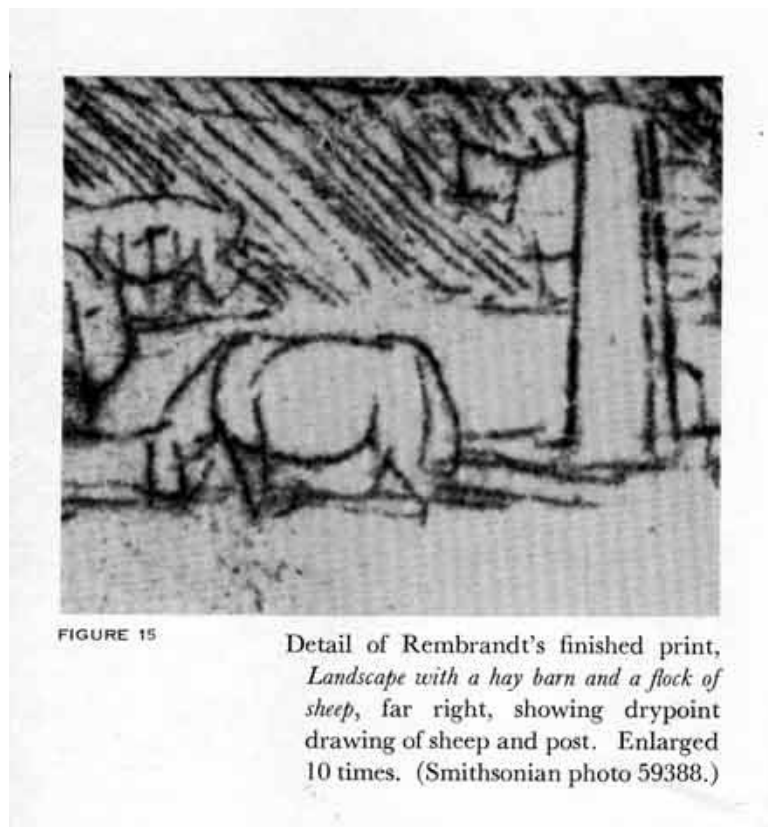 FIGURE 15
Detail of Rembrandt's finished print,
Landscape with a hay barn and a flock of
sheep, far right, showing drypoint
drawing of sheep and post. Enlarged
10 times. (Smithsonian photo 59388.)